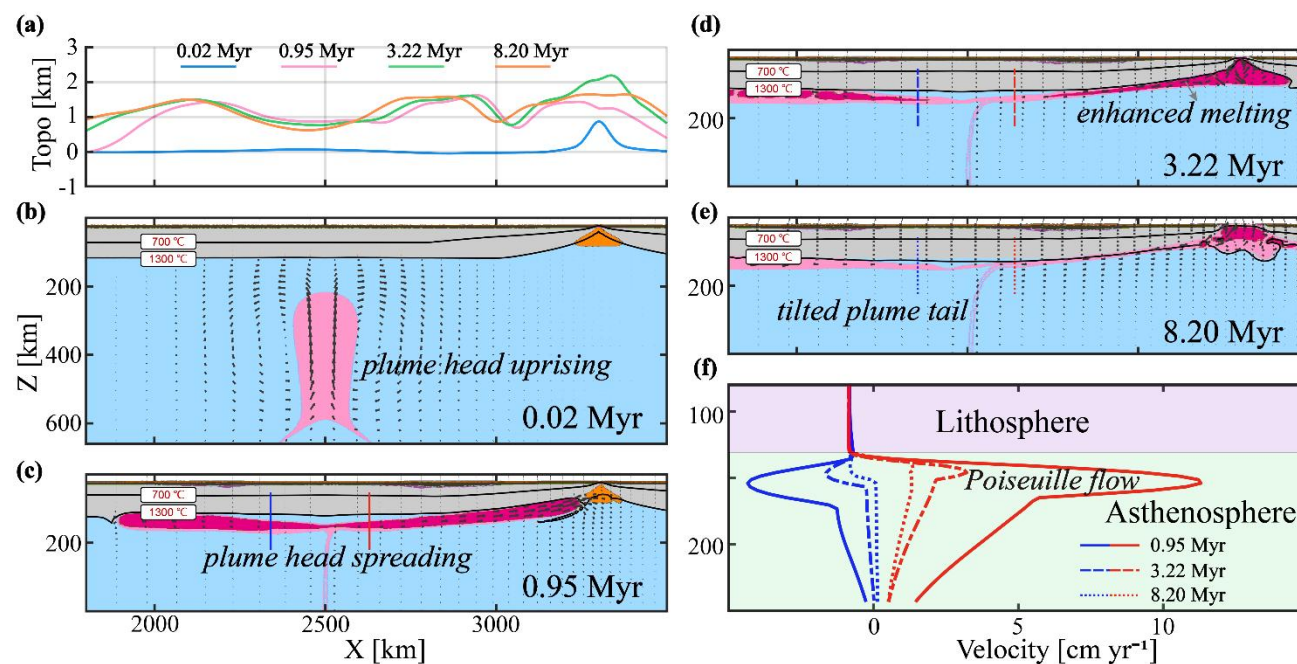 (a)
0.02 Myr 0.95 Myr 3.22 Myr 8.20 Myr
3
2
1
0
-1
Topo [km]
(b)
700 ℃
1300 ℃
200
400
600
Z [km]
plume head uprising
0.02 Myr
(c)
700 ℃
1300 ℃
200
plume head spreading
0.95 Myr
2000 2500 3000
X [km]
(d)
700 ℃
1300 ℃
200
enhanced melting
3.22 Myr
(e)
700 ℃
1300 ℃
200
tilted plume tail
8.20 Myr
(f)
100
200
Lithosphere
Poiseuille flow
Asthenosphere
0.95 Myr
3.22 Myr
8.20 Myr
0 5 10
Velocity [cm yr⁻¹]